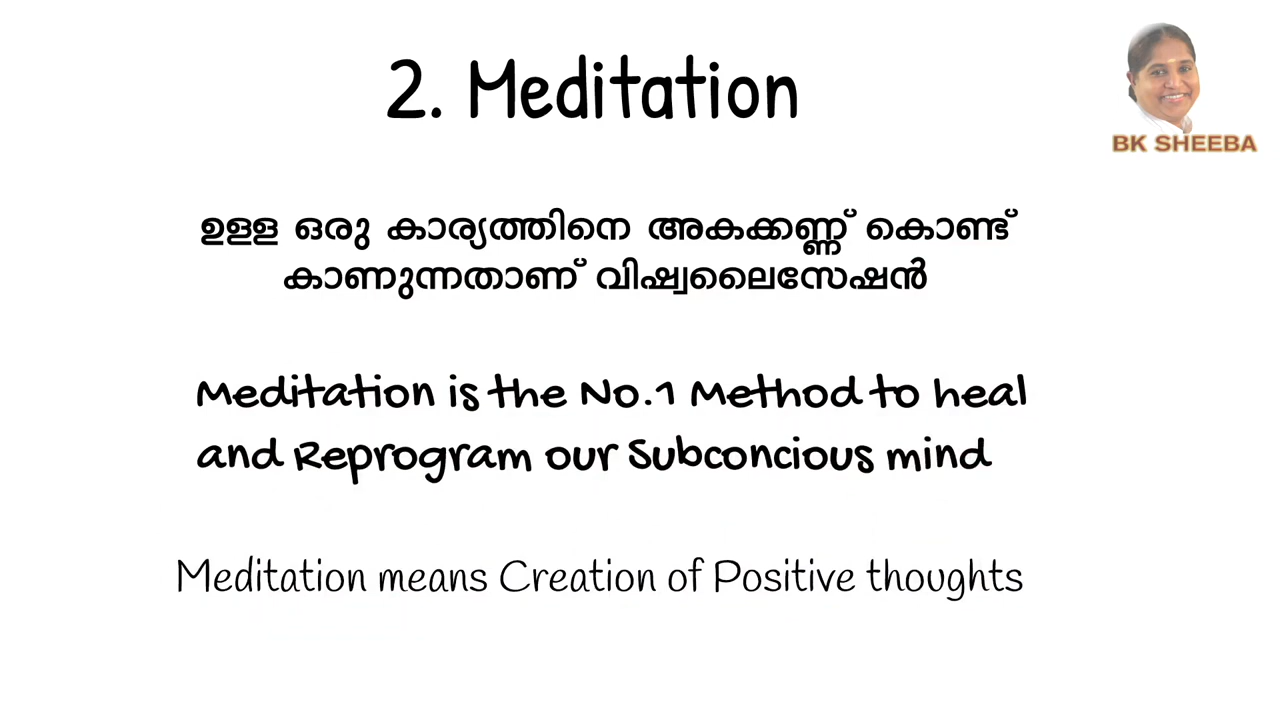 2. Meditation
BK SHEEBA
ഉള്ള ഒരു കാര്യത്തിനെ അകക്കണ്ണ് കൊണ്ട്
കാണുന്നതാണ് വിഷ്വലൈസേഷൻ
Meditation is the No.1 Method to heal
and Reprogram our Subconcious mind
Meditation means Creation of Positive thoughts